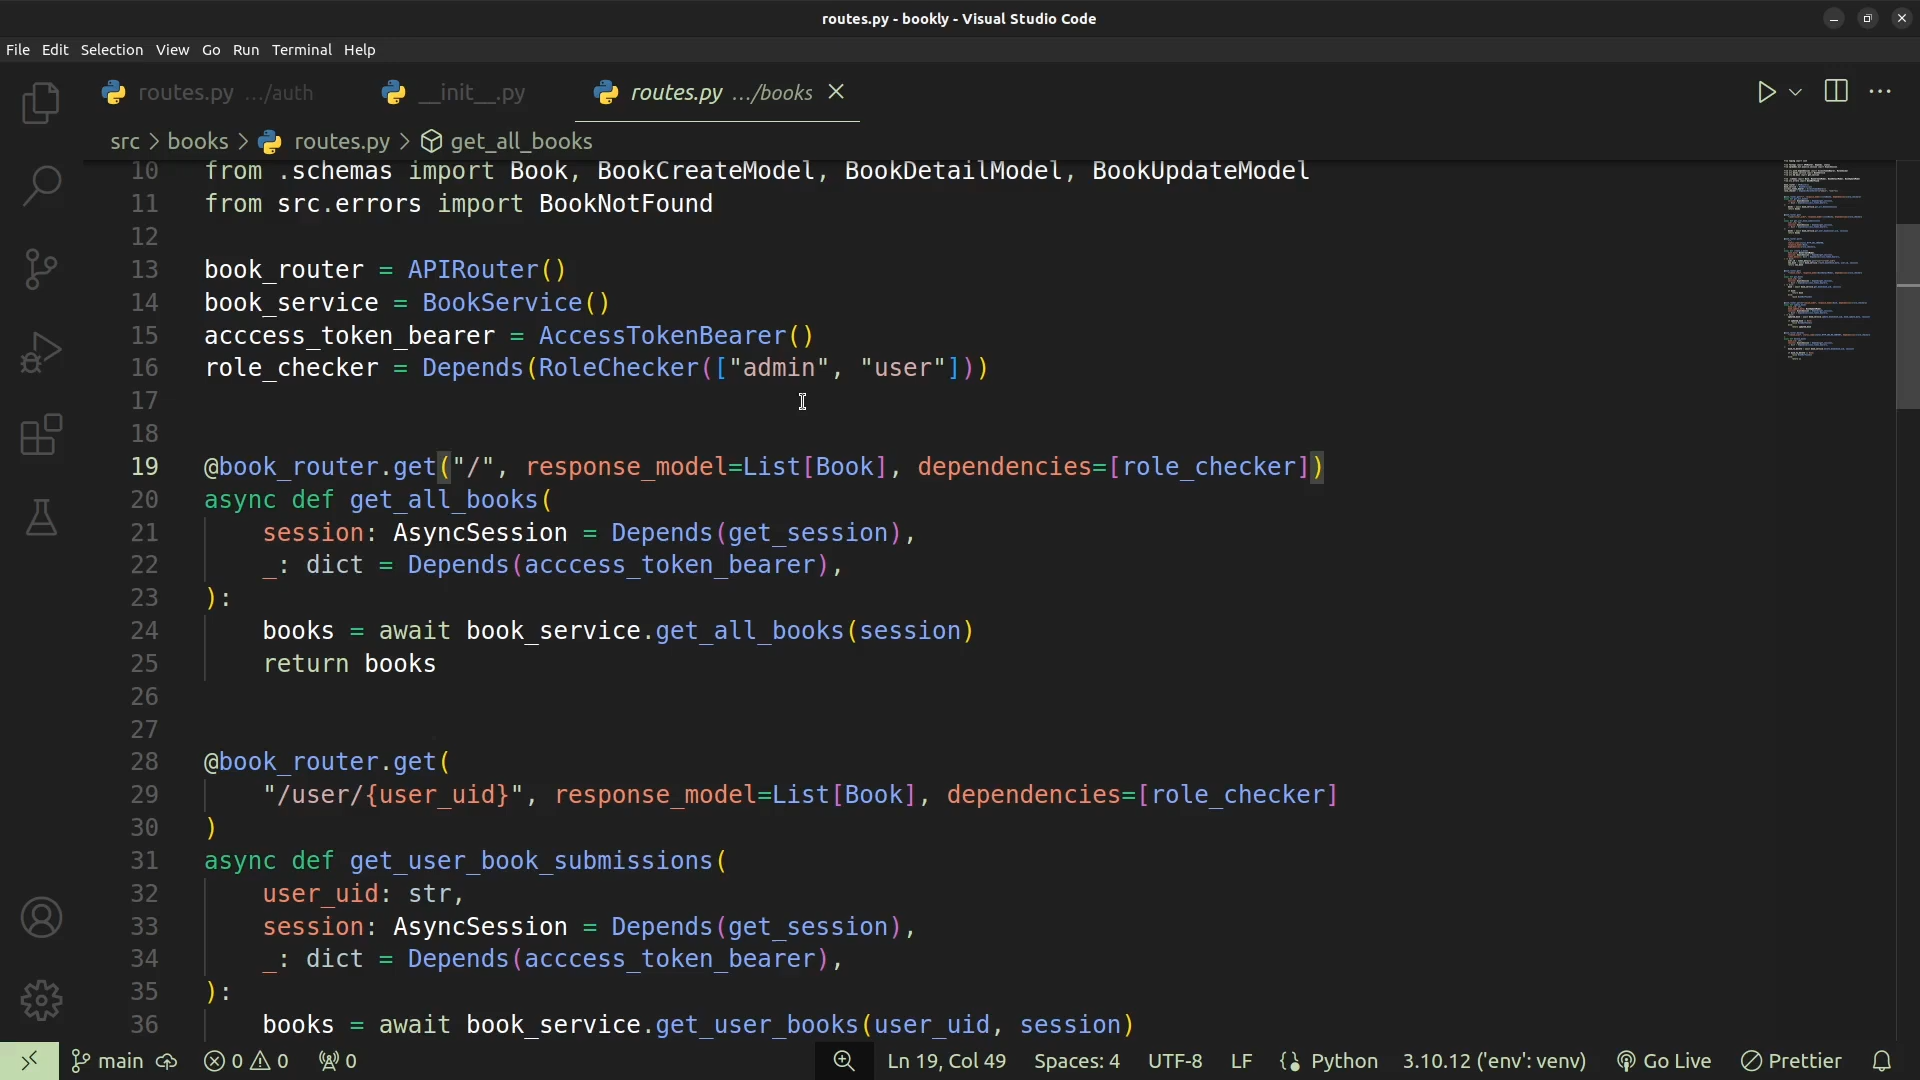 routes.py - bookly - Visual Studio Code
File Edit Selection View Go Run Terminal Help
routes.py .../auth __init__.py routes.py .../books
src > books > routes.py > get_all_books
10 from .schemas import Book, BookCreateModel, BookDetailModel, BookUpdateModel
11 from src.errors import BookNotFound
12
13 book_router = APIRouter()
14 book_service = BookService()
15 acccess_token_bearer = AccessTokenBearer()
16 role_checker = Depends(RoleChecker(["admin", "user"]))
17
18
19 @book_router.get("/", response_model=List[Book], dependencies=[role_checker])
20 async def get_all_books(
21     session: AsyncSession = Depends(get_session),
22     _: dict = Depends(acccess_token_bearer),
23 ):
24     books = await book_service.get_all_books(session)
25     return books
26
27
28 @book_router.get(
29     "/user/{user_uid}", response_model=List[Book], dependencies=[role_checker]
30 )
31 async def get_user_book_submissions(
32     user_uid: str,
33     session: AsyncSession = Depends(get_session),
34     _: dict = Depends(acccess_token_bearer),
35 ):
36     books = await book_service.get_user_books(user_uid, session)
main 0 0 0 Ln 19, Col 49 Spaces: 4 UTF-8 LF Python 3.10.12 ('env': venv) Go Live Prettier